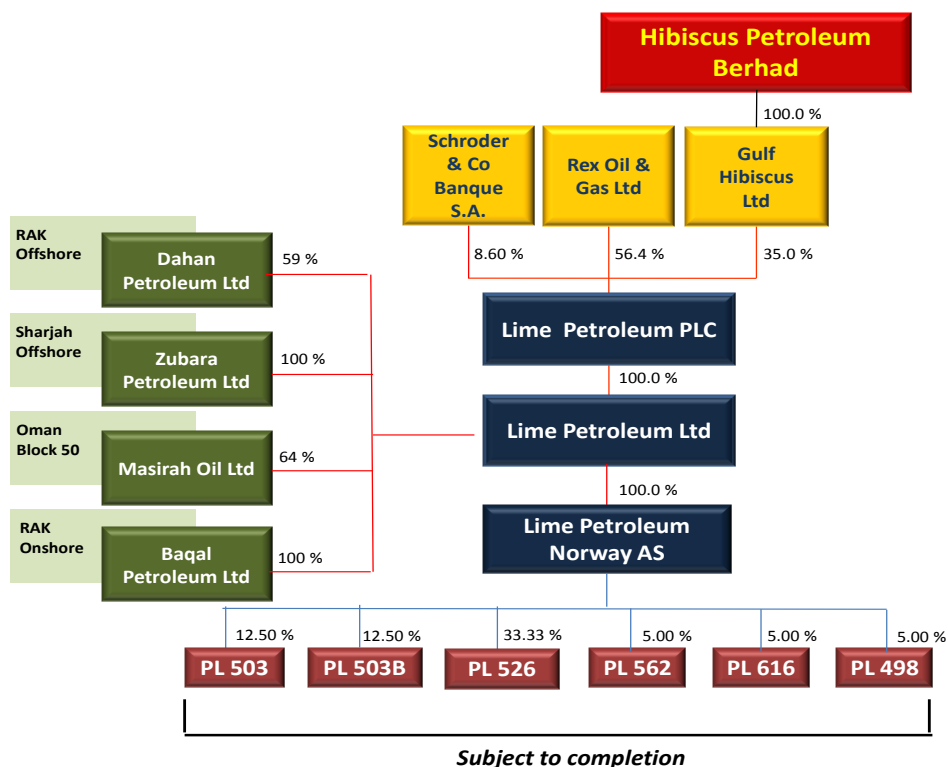 Hibiscus Petroleum
Berhad
100.0 %
Schroder
& Co
Banque
S.A.
Rex Oil &
Gas Ltd
Gulf
Hibiscus
Ltd
8.60 %
56.4 %
35.0 %
RAK
Offshore
Dahan
Petroleum Ltd
59 %
Sharjah
Offshore
Zubara
Petroleum Ltd
100 %
Oman
Block 50
Masirah Oil Ltd
64 %
RAK
Onshore
Baqal
Petroleum Ltd
100 %
Lime Petroleum PLC
100.0 %
Lime Petroleum Ltd
100.0 %
Lime Petroleum
Norway AS
12.50 %
12.50 %
33.33 %
5.00 %
5.00 %
5.00 %
PL 503
PL 503B
PL 526
PL 562
PL 616
PL 498
Subject to completion